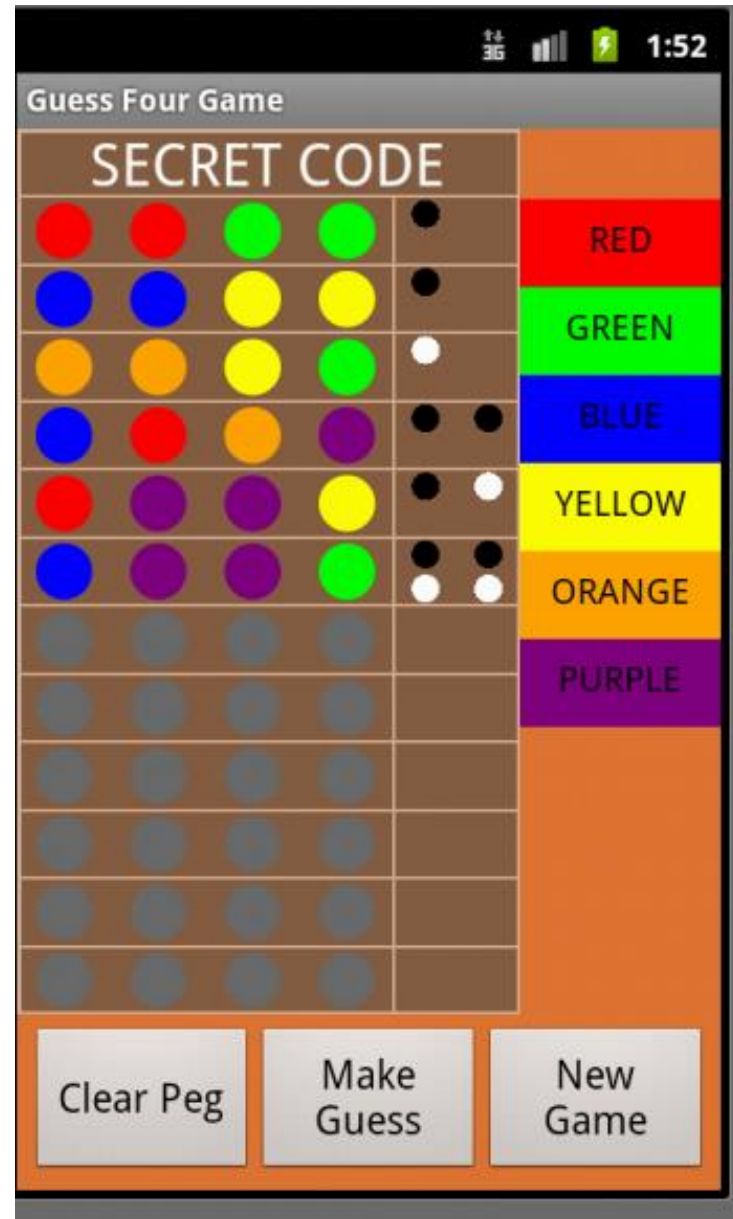 3G 1:52
Guess Four Game
SECRET CODE
RED
GREEN
BLUE
YELLOW
ORANGE
PURPLE
Clear Peg
Make
Guess
New
Game